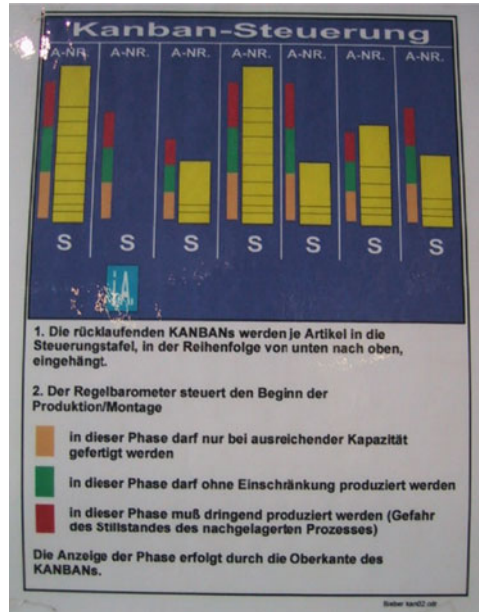 Kanban-Steuerung
A-NR. A-NR. A-NR. A-NR. A-NR. A-NR. A-NR.
S S S S S S S
i.A.
1. Die rücklaufenden KANBANs werden je Artikel in die
Steuerungstafel, in der Reihenfolge von unten nach oben,
eingehängt.
2. Der Regelbarometer steuert den Beginn der
Produktion/Montage
in dieser Phase darf nur bei ausreichender Kapazität
gefertigt werden
in dieser Phase darf ohne Einschränkung produziert werden
in dieser Phase muß dringend produziert werden (Gefahr
des Stillstandes des nachgelagerten Prozesses)
Die Anzeige der Phase erfolgt durch die Oberkante des
KANBANs.